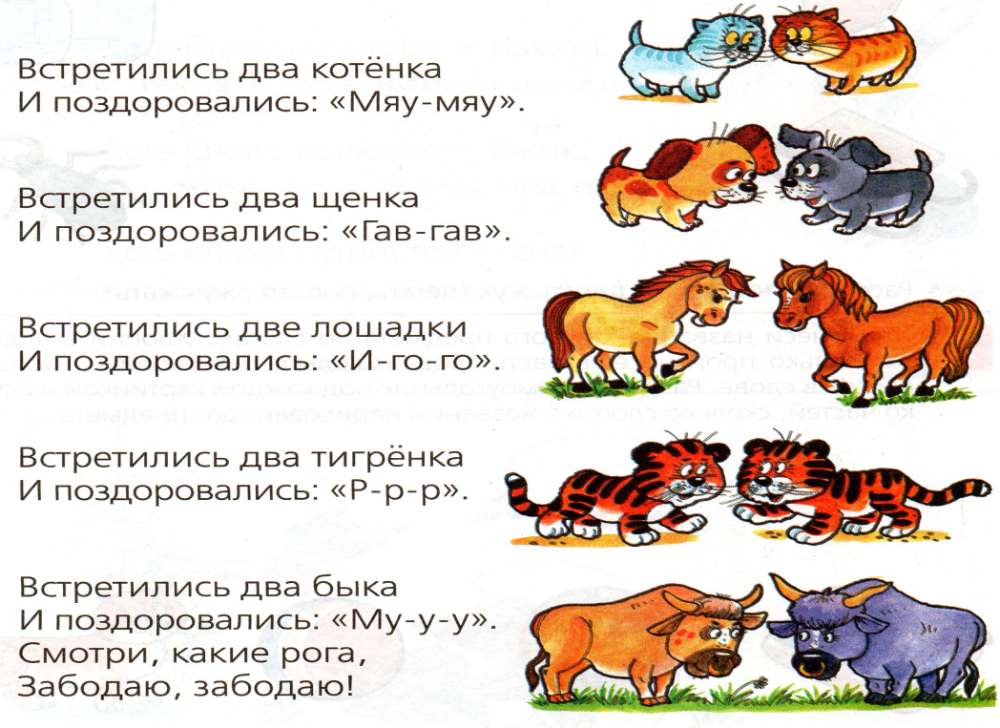 Встретились два котёнка
И поздоровались: «Мяу-мяу».
Встретились два щенка
И поздоровались: «Гав-гав».
Встретились две лошадки
И поздоровались: «И-го-го».
Встретились два тигрёнка
И поздоровались: «Р-р-р».
Встретились два быка
И поздоровались: «Му-у-у».
Смотри, какие рога,
Забодаю, забодаю!